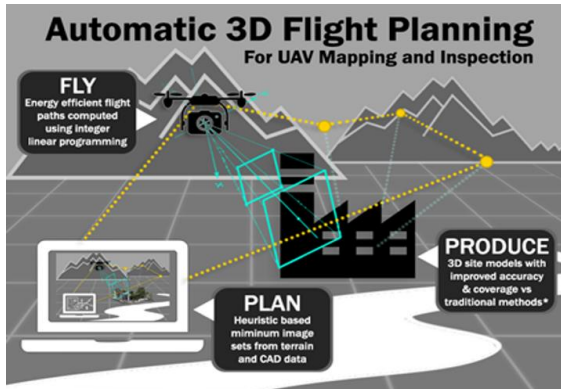 Automatic 3D Flight Planning
For UAV Mapping and Inspection
FLY
Energy efficient flight
paths computed
using integer
linear programming
PRODUCE
3D site models with
improved accuracy
& coverage vs
traditional methods*
PLAN
Heuristic based
miminum image
sets from terrain
and CAD data